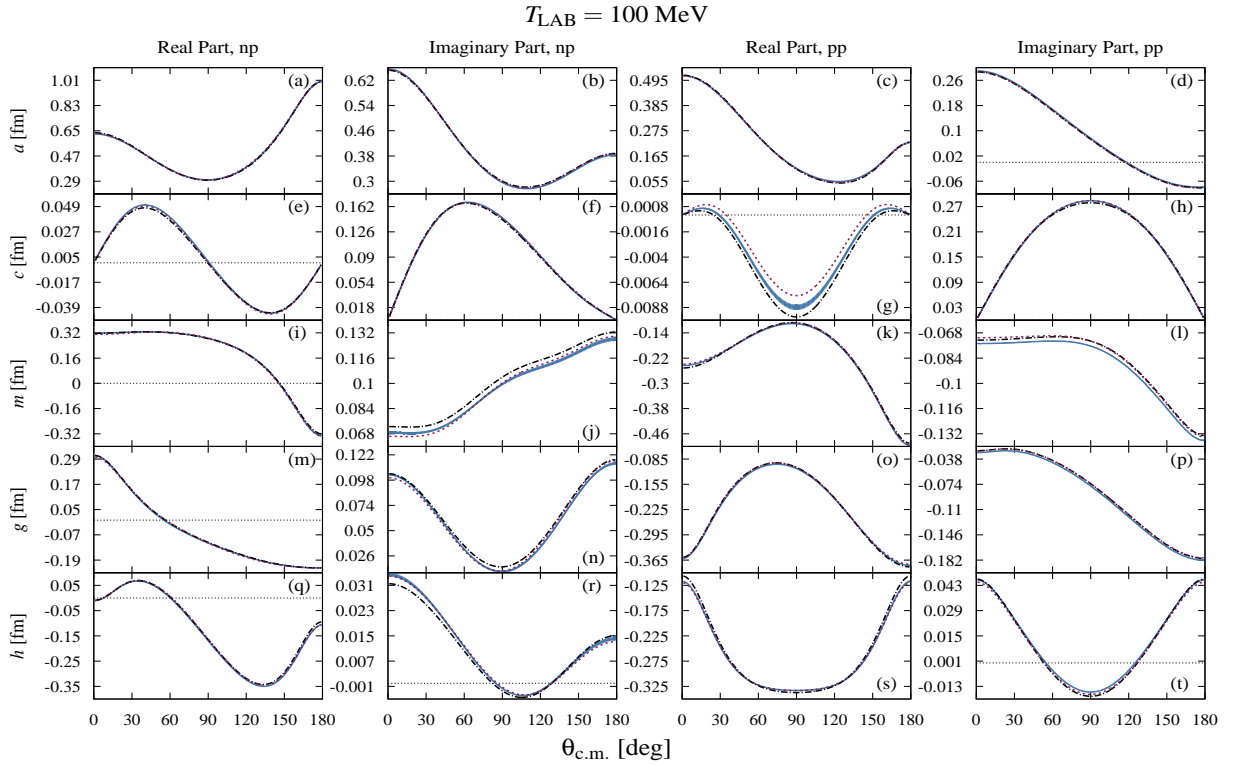 T_LAB = 100 MeV
Real Part, np Imaginary Part, np Real Part, pp Imaginary Part, pp
a [fm]
1.01 0.83 0.65 0.47 0.29 (a)
0.62 0.54 0.46 0.38 0.3 (b)
0.495 0.385 0.275 0.165 0.055 (c)
0.26 0.18 0.1 0.02 -0.06 (d)
c [fm]
0.049 0.027 0.005 -0.017 -0.039 (e)
0.162 0.126 0.09 0.054 0.018 (f)
0.0008 -0.0016 -0.004 -0.0064 -0.0088 (g)
0.27 0.21 0.15 0.09 0.03 (h)
m [fm]
0.32 0.16 0 -0.16 -0.32 (i)
0.132 0.116 0.1 0.084 0.068 (j)
-0.14 -0.22 -0.3 -0.38 -0.46 (k)
-0.068 -0.084 -0.1 -0.116 -0.132 (l)
g [fm]
0.29 0.17 0.05 -0.07 -0.19 (m)
0.122 0.098 0.074 0.05 0.026 (n)
-0.085 -0.155 -0.225 -0.295 -0.365 (o)
-0.038 -0.074 -0.11 -0.146 -0.182 (p)
h [fm]
0.05 -0.05 -0.15 -0.25 -0.35 (q)
0.031 0.023 0.015 0.007 -0.001 (r)
-0.125 -0.175 -0.225 -0.275 -0.325 (s)
0.043 0.029 0.015 0.001 -0.013 (t)
0 30 60 90 120 150 180 0 30 60 90 120 150 180 0 30 60 90 120 150 180 0 30 60 90 120 150 180
θ_c.m. [deg]